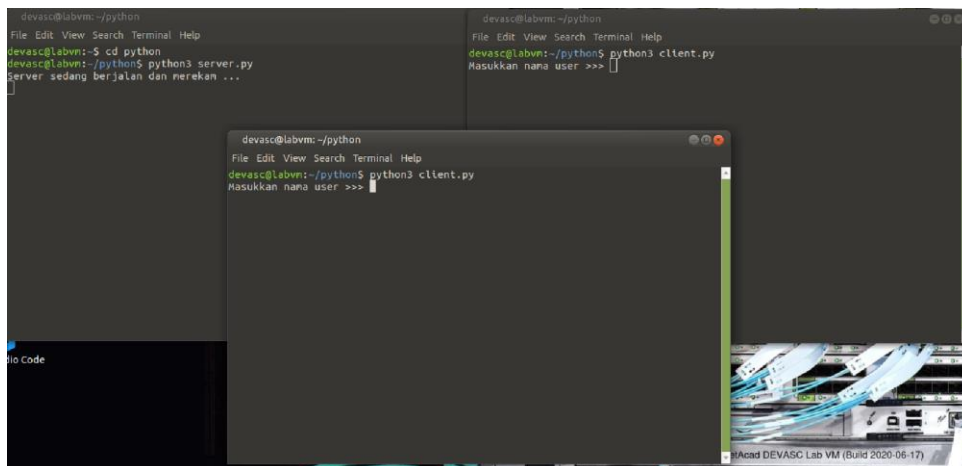 devasc@labvm: ~/python
File Edit View Search Terminal Help
devasc@labvm:~$ cd python
devasc@labvm:~/python$ python3 server.py
Server sedang berjalan dan merekam ...
devasc@labvm: ~/python
File Edit View Search Terminal Help
devasc@labvm:~/python$ python3 client.py
Masukkan nama user >>>
devasc@labvm: ~/python
File Edit View Search Terminal Help
devasc@labvm:~/python$ python3 client.py
Masukkan nama user >>>
dio Code
etAcad DEVASC Lab VM (Build 2020-06-17)